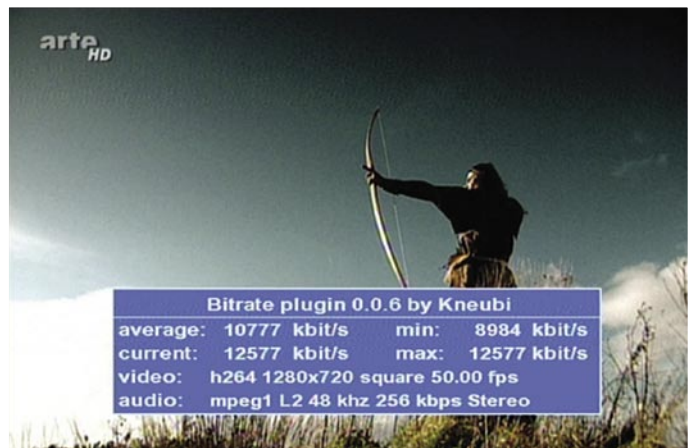 arte
HD
Bitrate plugin 0.0.6 by Kneubi
average: 10777 kbit/s min: 8984 kbit/s
current: 12577 kbit/s max: 12577 kbit/s
video: h264 1280x720 square 50.00 fps
audio: mpeg1 L2 48 khz 256 kbps Stereo